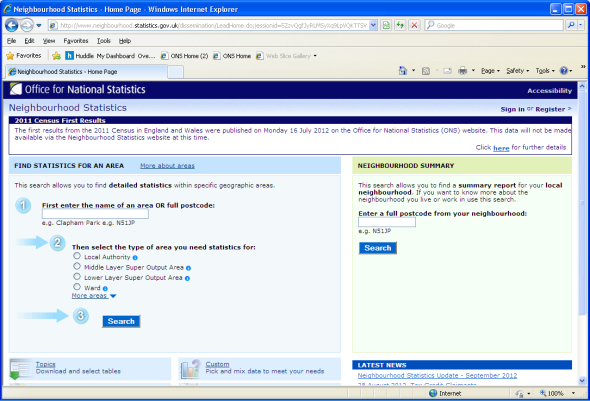 Neighbourhood Statistics - Home Page - Windows Internet Explorer
http://www.neighbourhood.statistics.gov.uk/dissemination/LeadHome.do;jsessionid=
Google
File Edit View Favorites Tools Help
Favorites Huddle My Dashboard Ove... ONS Home (2) ONS Home Web Slice Gallery
Neighbourhood Statistics - Home Page
Page Safety Tools
Office for National Statistics
Accessibility
Neighbourhood Statistics
Sign in or Register >
2011 Census First Results
The first results from the 2011 Census in England and Wales were published on Monday 16 July 2012 on the Office for National Statistics (ONS) website. This data will not be made
available via the Neighbourhood Statistics website at this time.
Click here for further details
FIND STATISTICS FOR AN AREA More about areas
This search allows you to find detailed statistics within specific geographic areas.
1 First enter the name of an area OR full postcode:
e.g. Clapham Park e.g. N51JP
2 Then select the type of area you need statistics for:
Local Authority
Middle Layer Super Output Area
Lower Layer Super Output Area
Ward
More areas
3 Search
NEIGHBOURHOOD SUMMARY
This search allows you to find a summary report for your local
neighbourhood. If you want to know more about the
neighbourhood you live or work in use this search.
Enter a full postcode from your neighbourhood:
e.g. N51JP
Search
Topics
Download and select tables
Custom
Pick and mix data to meet your needs
LATEST NEWS
Neighbourhood Statistics Update - September 2012
28 August 2012, Tax Credit Claimants
Internet
100%